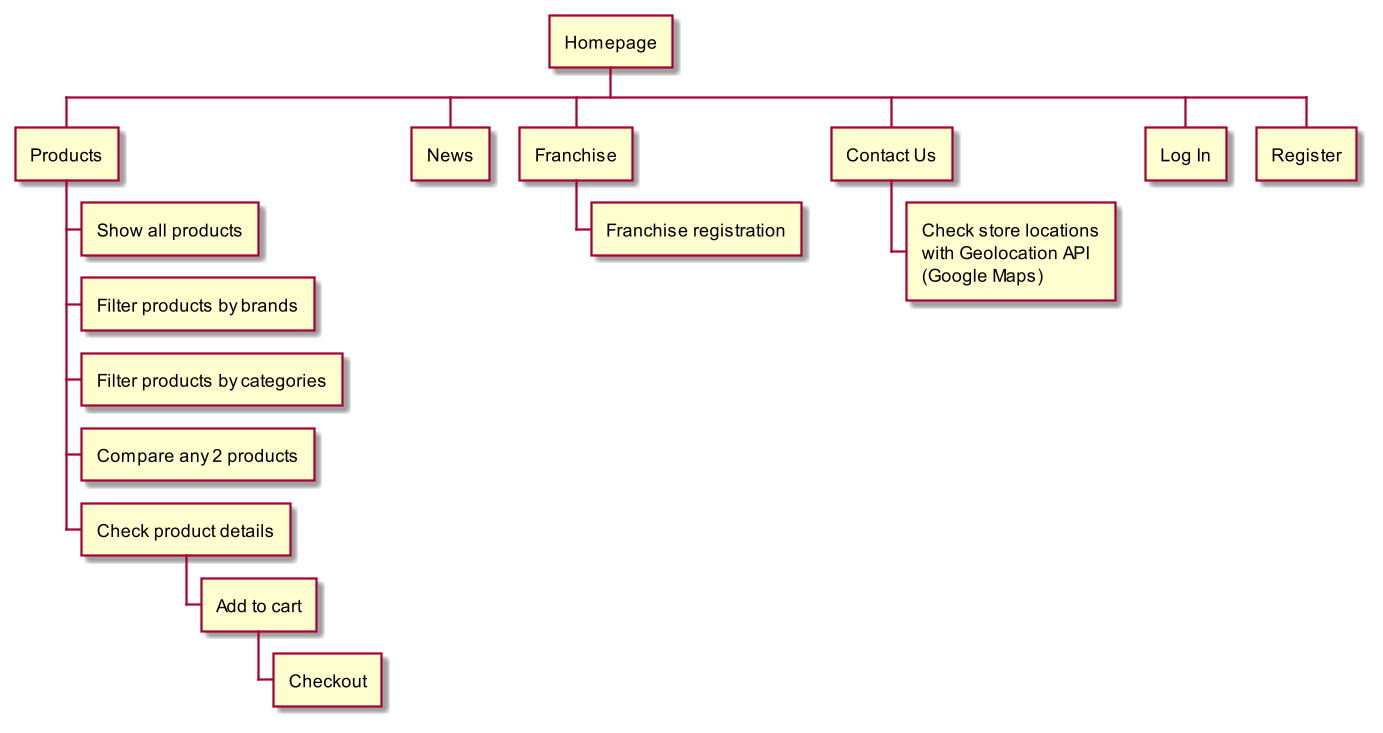 Homepage
Products
News
Franchise
Contact Us
Log In
Register
Show all products
Filter products by brands
Filter products by categories
Compare any 2 products
Check product details
Add to cart
Checkout
Franchise registration
Check store locations
with Geolocation API
(Google Maps)